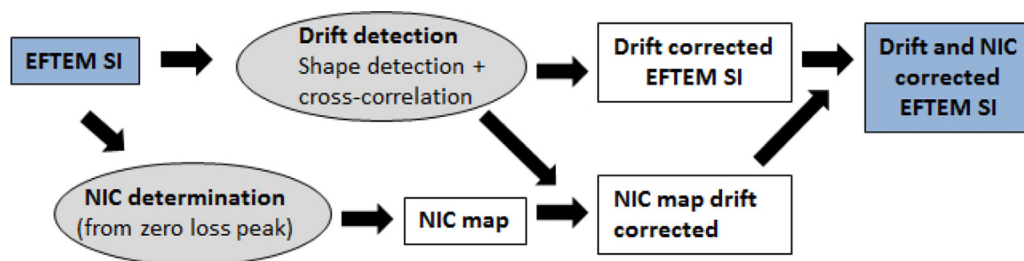 EFTEM SI
Drift detection
Shape detection +
cross-correlation
Drift corrected
EFTEM SI
Drift and NIC
corrected
EFTEM SI
NIC determination
(from zero loss peak)
NIC map
NIC map drift
corrected